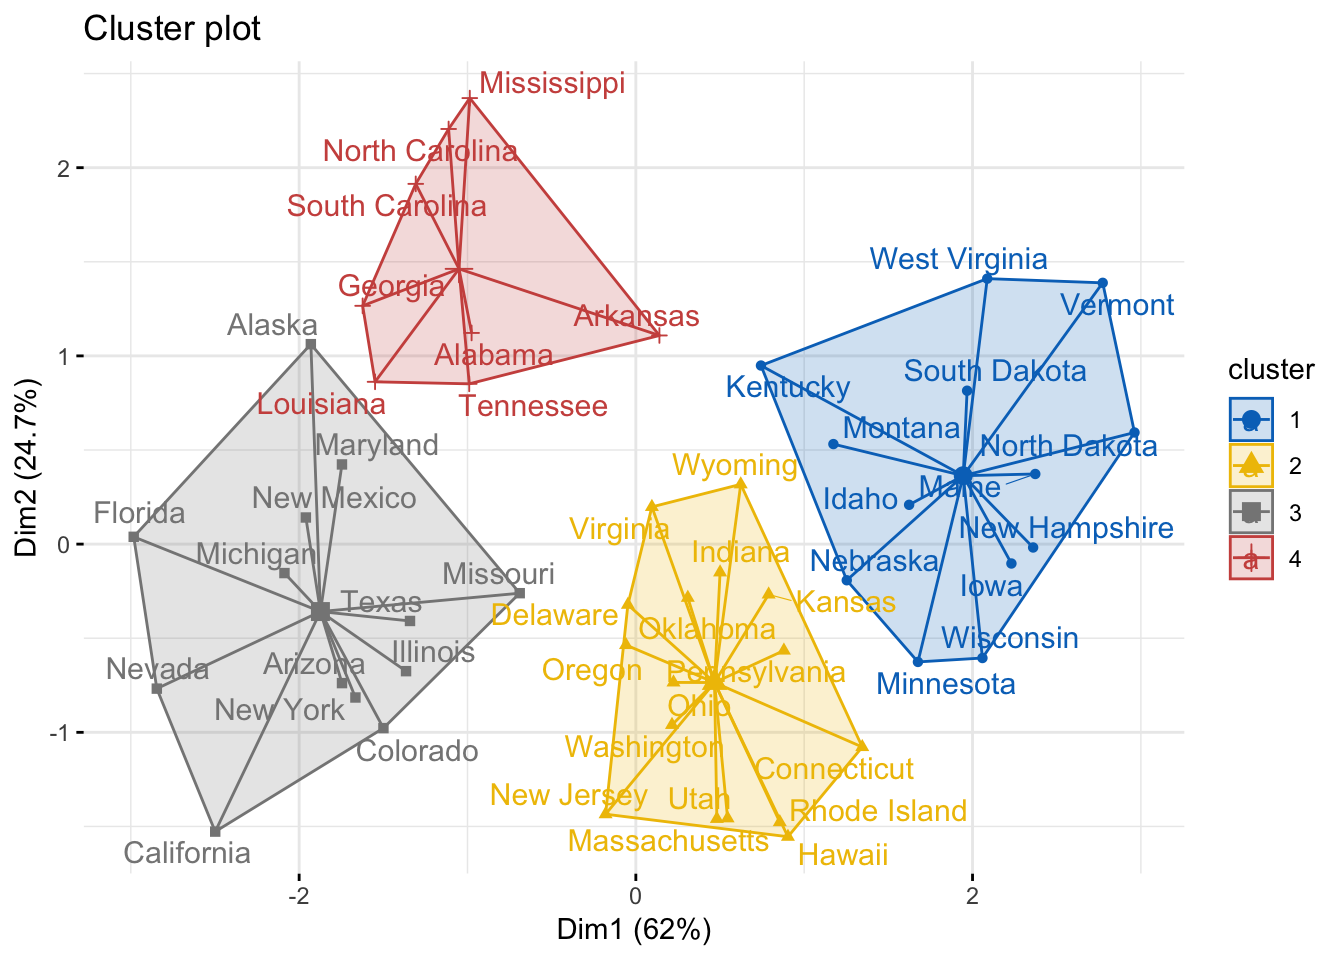 Cluster plot
Mississippi
North Carolina
South Carolina
Georgia
Arkansas
Alabama
Louisiana
Tennessee
Alaska
Maryland
New Mexico
Florida
Michigan
Missouri
Texas
Illinois
Arizona
Nevada
New York
Colorado
California
West Virginia
Vermont
South Dakota
Kentucky
Montana
North Dakota
Idaho
Maine
New Hampshire
Nebraska
Iowa
Wisconsin
Minnesota
Wyoming
Virginia
Indiana
Kansas
Delaware
Oklahoma
Oregon
Pennsylvania
Ohio
Washington
Connecticut
New Jersey
Utah
Rhode Island
Massachusetts
Hawaii
2
1
0
-1
-2
0
2
Dim1 (62%)
Dim2 (24.7%)
cluster
a 1
a 2
a 3
a 4